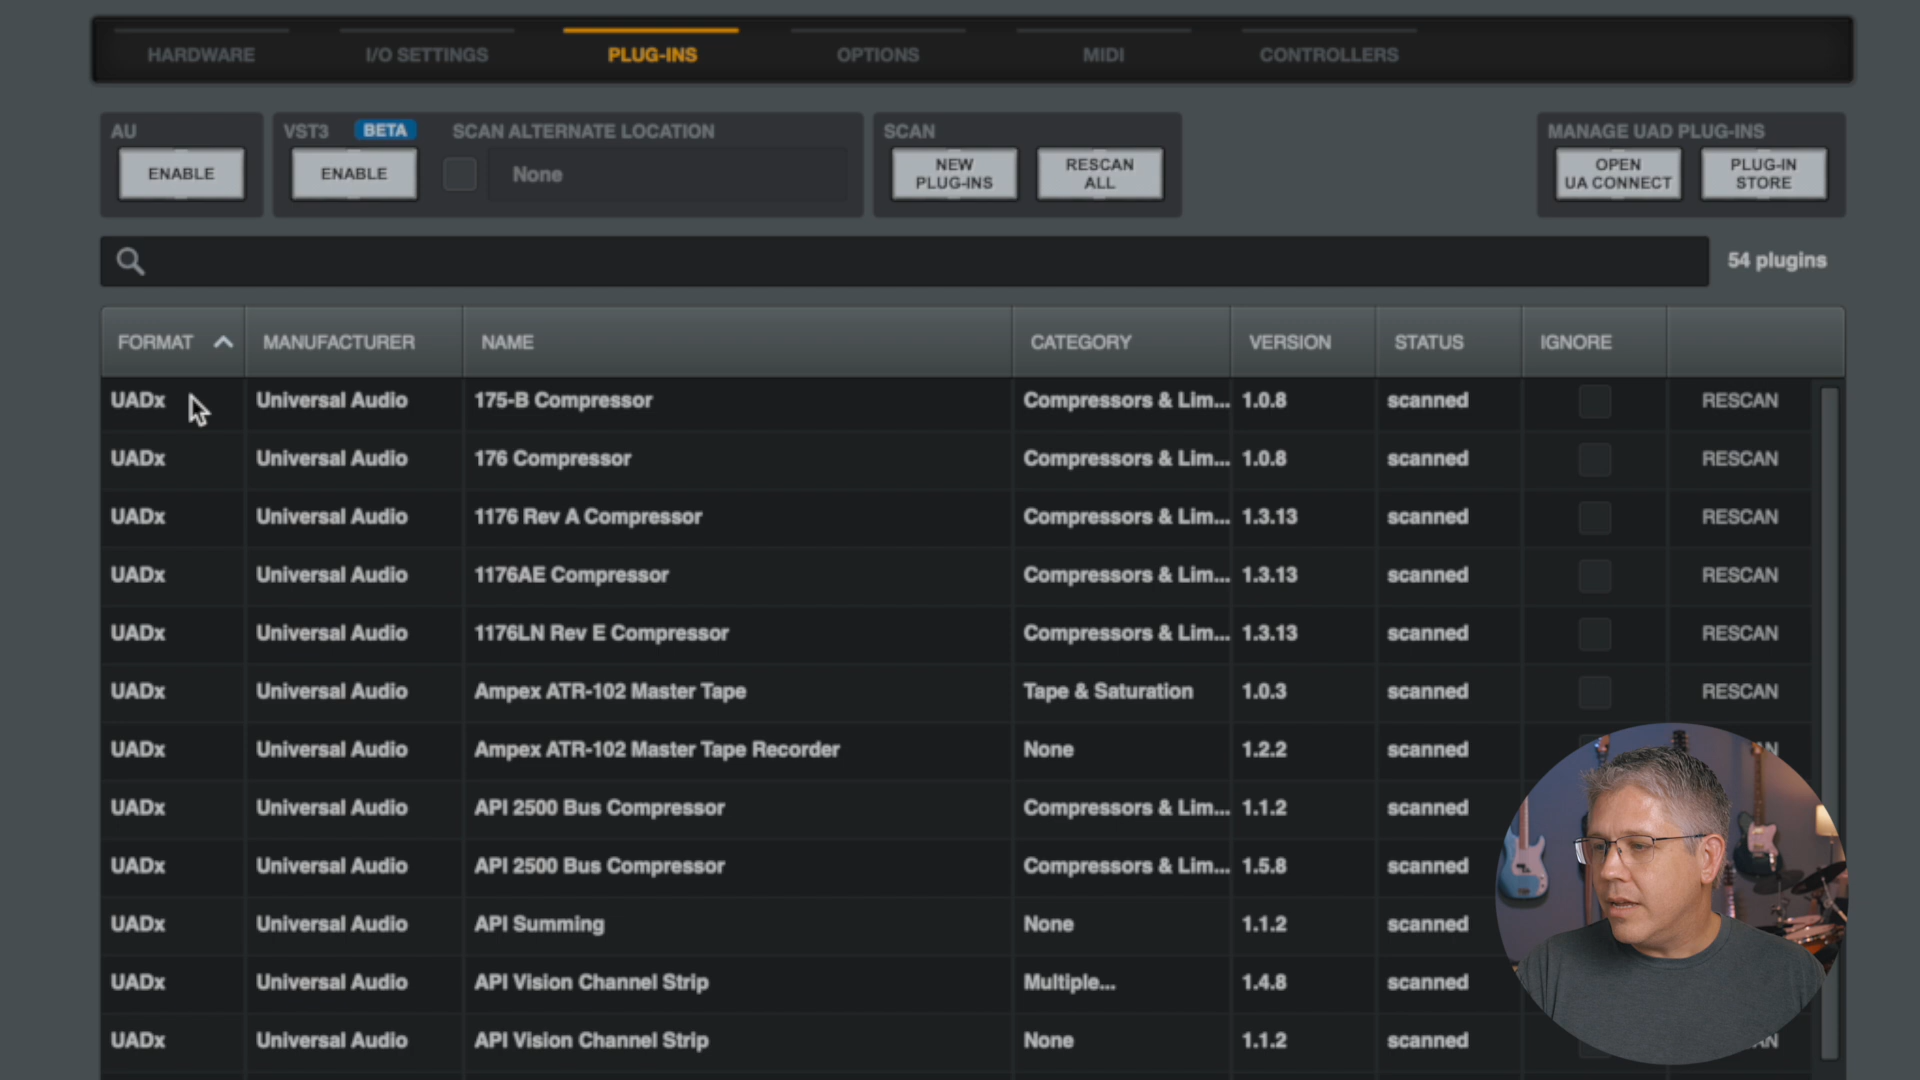 HARDWARE I/O SETTINGS PLUG-INS OPTIONS MIDI CONTROLLERS
AU VST3 BETA SCAN ALTERNATE LOCATION SCAN MANAGE UAD PLUG-INS
ENABLE ENABLE None NEW PLUG-INS RESCAN ALL OPEN UA CONNECT PLUG-IN STORE
54 plugins
FORMAT MANUFACTURER NAME CATEGORY VERSION STATUS IGNORE
UADx Universal Audio 175-B Compressor Compressors & Lim... 1.0.8 scanned RESCAN
UADx Universal Audio 176 Compressor Compressors & Lim... 1.0.8 scanned RESCAN
UADx Universal Audio 1176 Rev A Compressor Compressors & Lim... 1.3.13 scanned RESCAN
UADx Universal Audio 1176AE Compressor Compressors & Lim... 1.3.13 scanned RESCAN
UADx Universal Audio 1176LN Rev E Compressor Compressors & Lim... 1.3.13 scanned RESCAN
UADx Universal Audio Ampex ATR-102 Master Tape Tape & Saturation 1.0.3 scanned RESCAN
UADx Universal Audio Ampex ATR-102 Master Tape Recorder None 1.2.2 scanned
UADx Universal Audio API 2500 Bus Compressor Compressors & Lim... 1.1.2 scanned
UADx Universal Audio API 2500 Bus Compressor Compressors & Lim... 1.5.8 scanned
UADx Universal Audio API Summing None 1.1.2 scanned
UADx Universal Audio API Vision Channel Strip Multiple... 1.4.8 scanned
UADx Universal Audio API Vision Channel Strip None 1.1.2 scanned